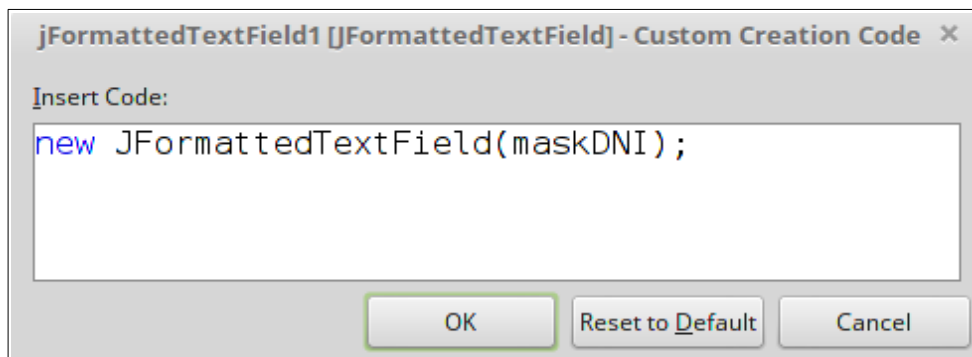 jFormattedTextField1 [JFormattedTextField] - Custom Creation Code ×
Insert Code:
new JFormattedTextField(maskDNI);
OK Reset to Default Cancel